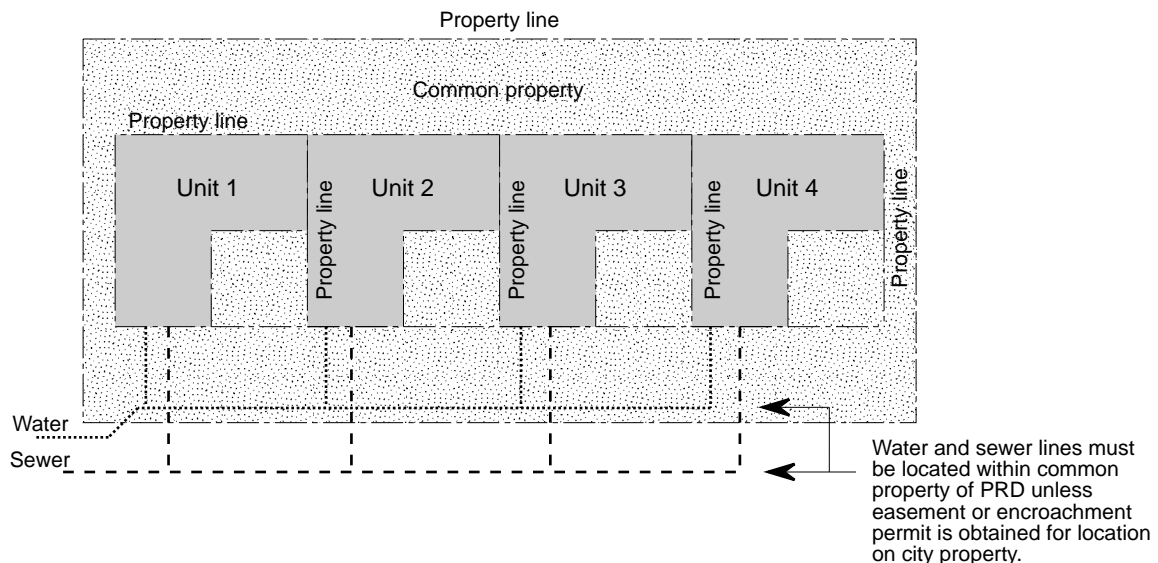 Property line
Common property
Property line
Unit 1
Unit 2
Unit 3
Unit 4
Property line
Property line
Property line
Property line
Water
Sewer
Water and sewer lines must
be located within common
property of PRD unless
easement or encroachment
permit is obtained for location
on city property.